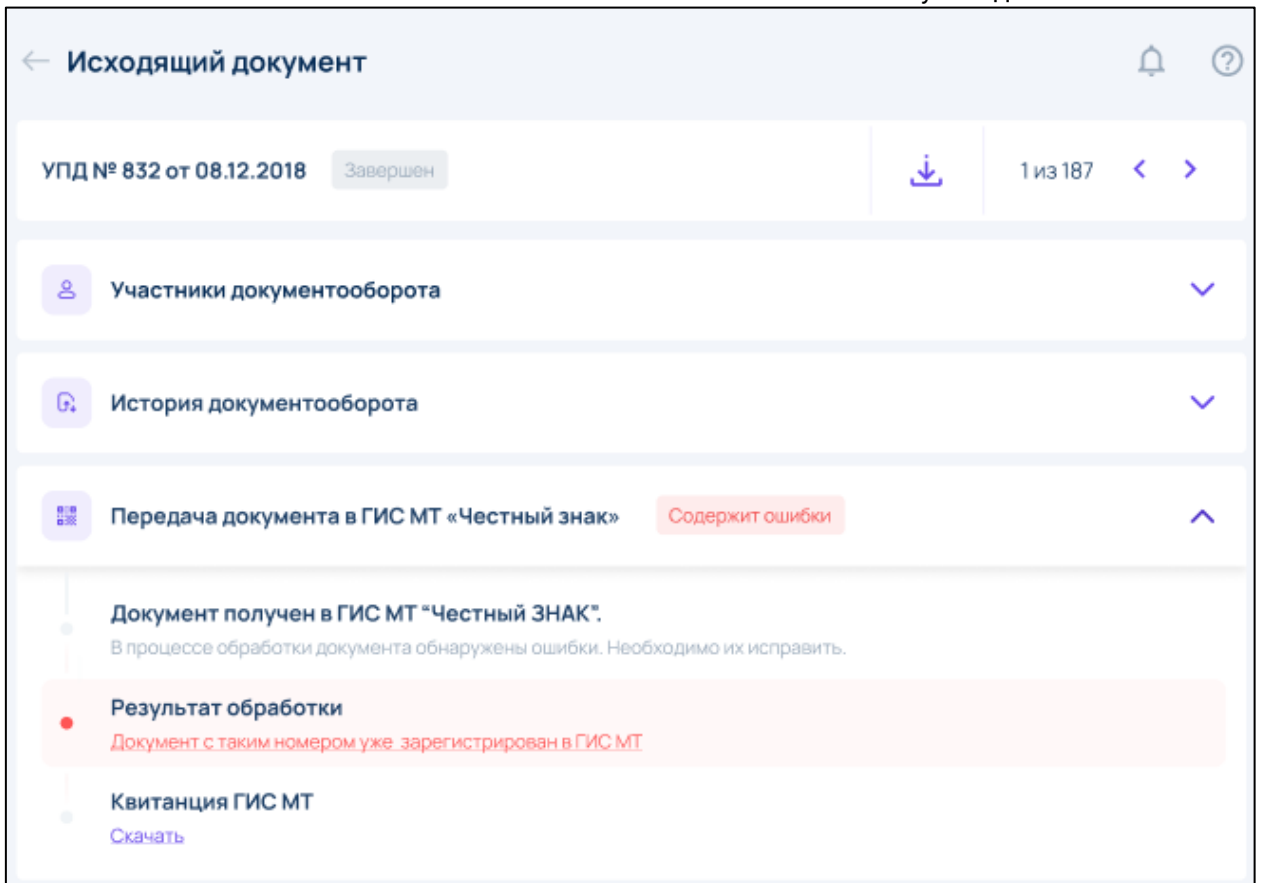 Исходящий документ
УПД № 832 от 08.12.2018 Завершен 1 из 187
Участники документооборота
История документооборота
Передача документа в ГИС МТ «Честный знак» Содержит ошибки
Документ получен в ГИС МТ "Честный ЗНАК".
В процессе обработки документа обнаружены ошибки. Необходимо их исправить.
Результат обработки
Документ с таким номером уже зарегистрирован в ГИС МТ
Квитанция ГИС МТ
Скачать